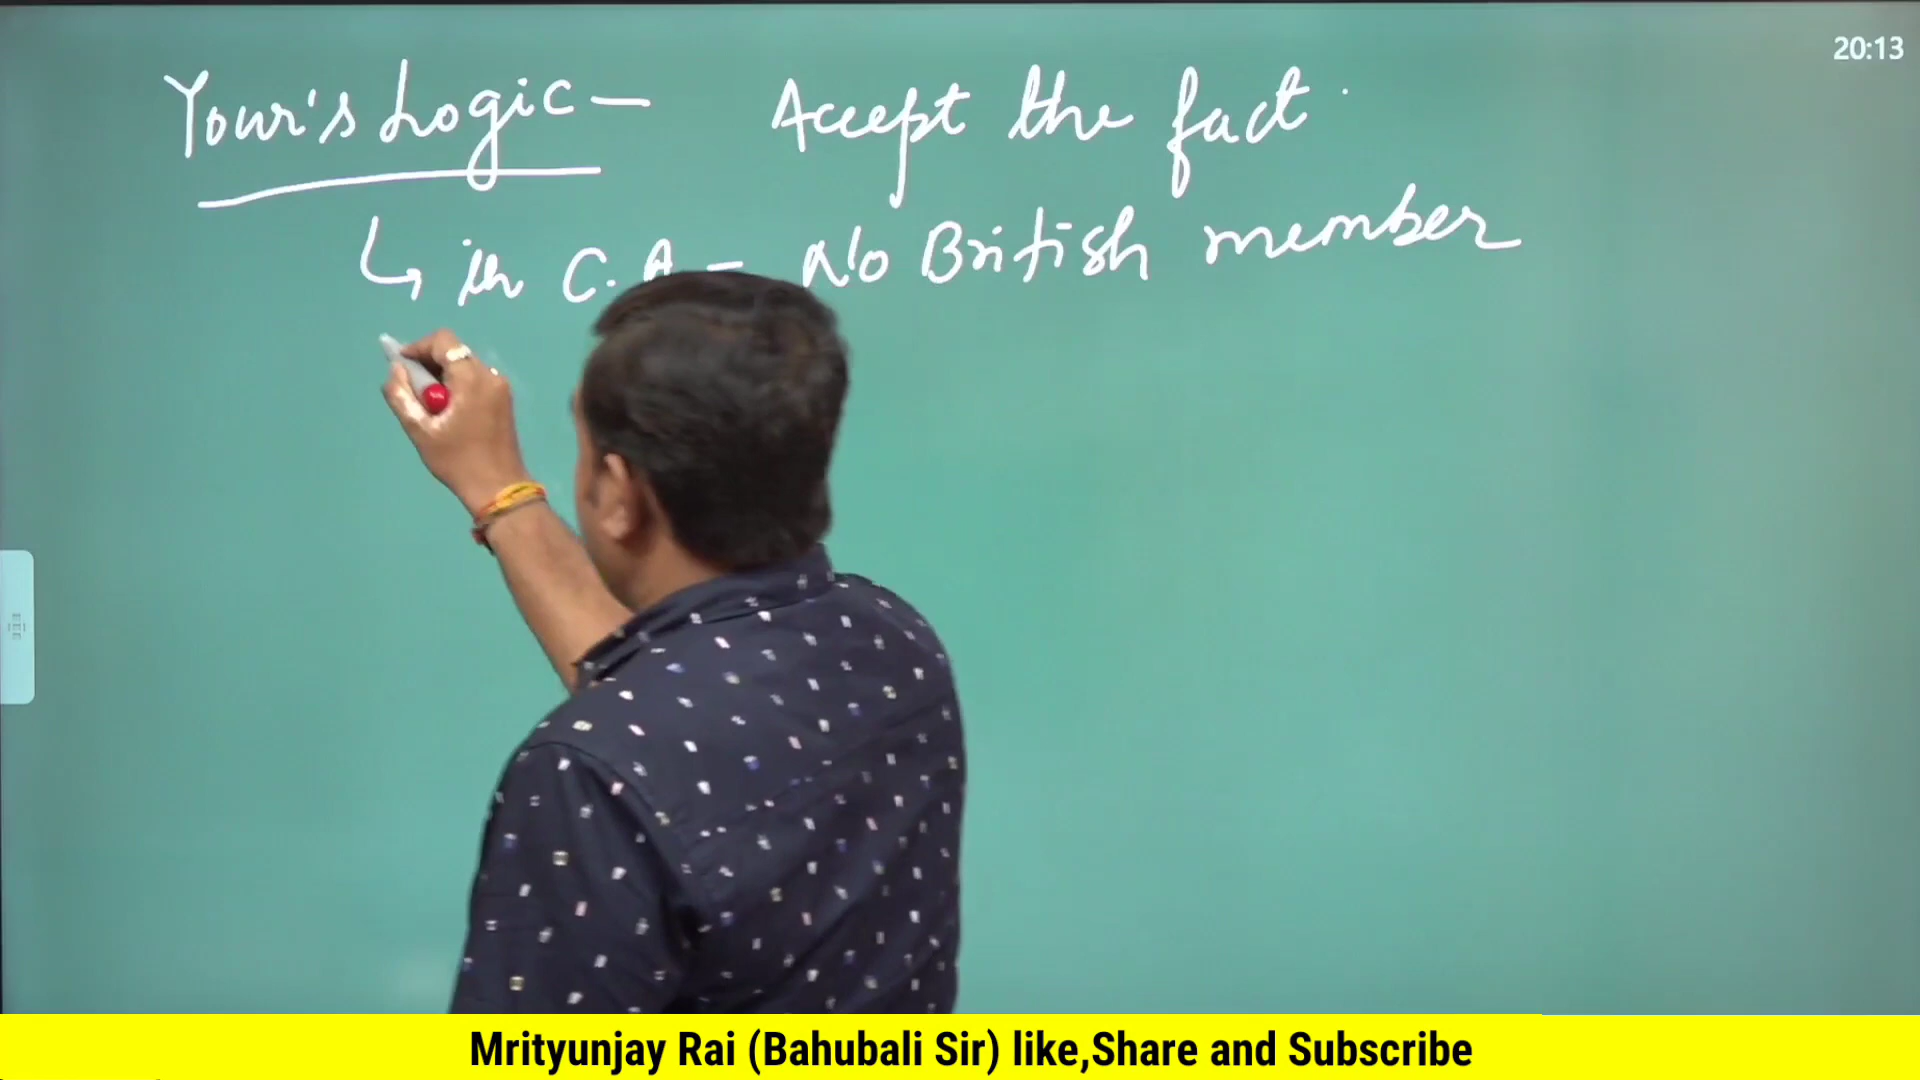 20:13
Your's Logic — Accept the fact.
↳ in C.A - No British member
Mrityunjay Rai (Bahubali Sir) like,Share and Subscribe